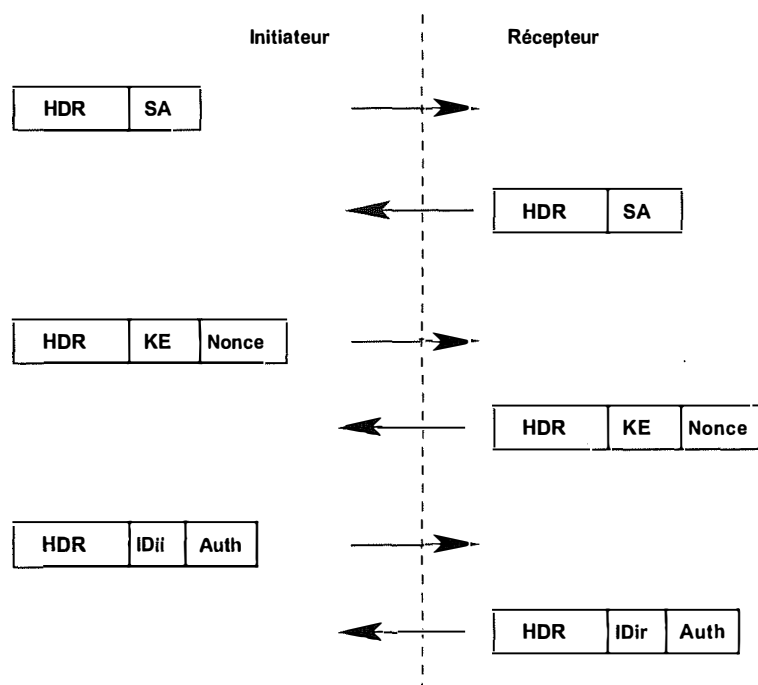 Initiateur Récepteur
HDR SA
HDR SA
HDR KE Nonce
HDR KE Nonce
HDR IDii Auth
HDR IDir Auth